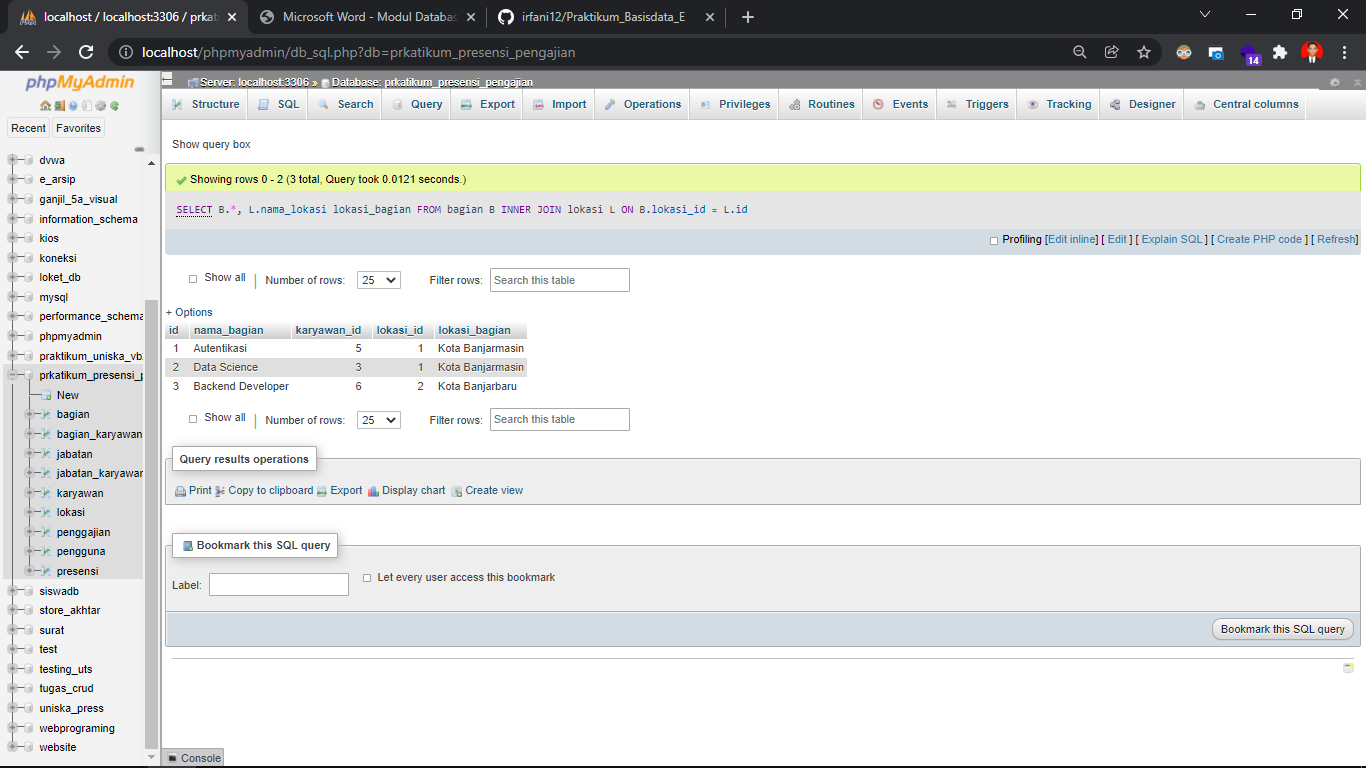 localhost / localhost:3306 / prkat
Microsoft Word - Modul Databas
irfani12/Praktikum_Basisdata_E
localhost/phpmyadmin/db_sql.php?db=prkatikum_presensi_pengajian
14
phpMyAdmin
Recent Favorites
dvwa
e_arsip
ganjil_5a_visual
information_schema
kios
koneksi
loket_db
mysql
performance_schema
phpmyadmin
praktikum_uniska_vb
prkatikum_presensi_p
New
bagian
bagian_karyawan
jabatan
jabatan_karyawan
karyawan
lokasi
penggajian
pengguna
presensi
siswadb
store_akhtar
surat
test
testing_uts
tugas_crud
uniska_press
webprograming
website
Server: localhost:3306 » Database: prkatikum_presensi_pengajian
Structure SQL Search Query Export Import Operations Privileges Routines Events Triggers Tracking Designer Central columns
Show query box
Showing rows 0 - 2 (3 total, Query took 0.0121 seconds.)
SELECT B.*, L.nama_lokasi lokasi_bagian FROM bagian B INNER JOIN lokasi L ON B.lokasi_id = L.id
Profiling [Edit inline] [ Edit ] [ Explain SQL ] [ Create PHP code ] [ Refresh]
Show all | Number of rows: 25 Filter rows: Search this table
+ Options
id nama_bagian karyawan_id lokasi_id lokasi_bagian
1 Autentikasi 5 1 Kota Banjarmasin
2 Data Science 3 1 Kota Banjarmasin
3 Backend Developer 6 2 Kota Banjarbaru
Show all | Number of rows: 25 Filter rows: Search this table
Query results operations
Print Copy to clipboard Export Display chart Create view
Bookmark this SQL query
Label: Let every user access this bookmark
Bookmark this SQL query
Console